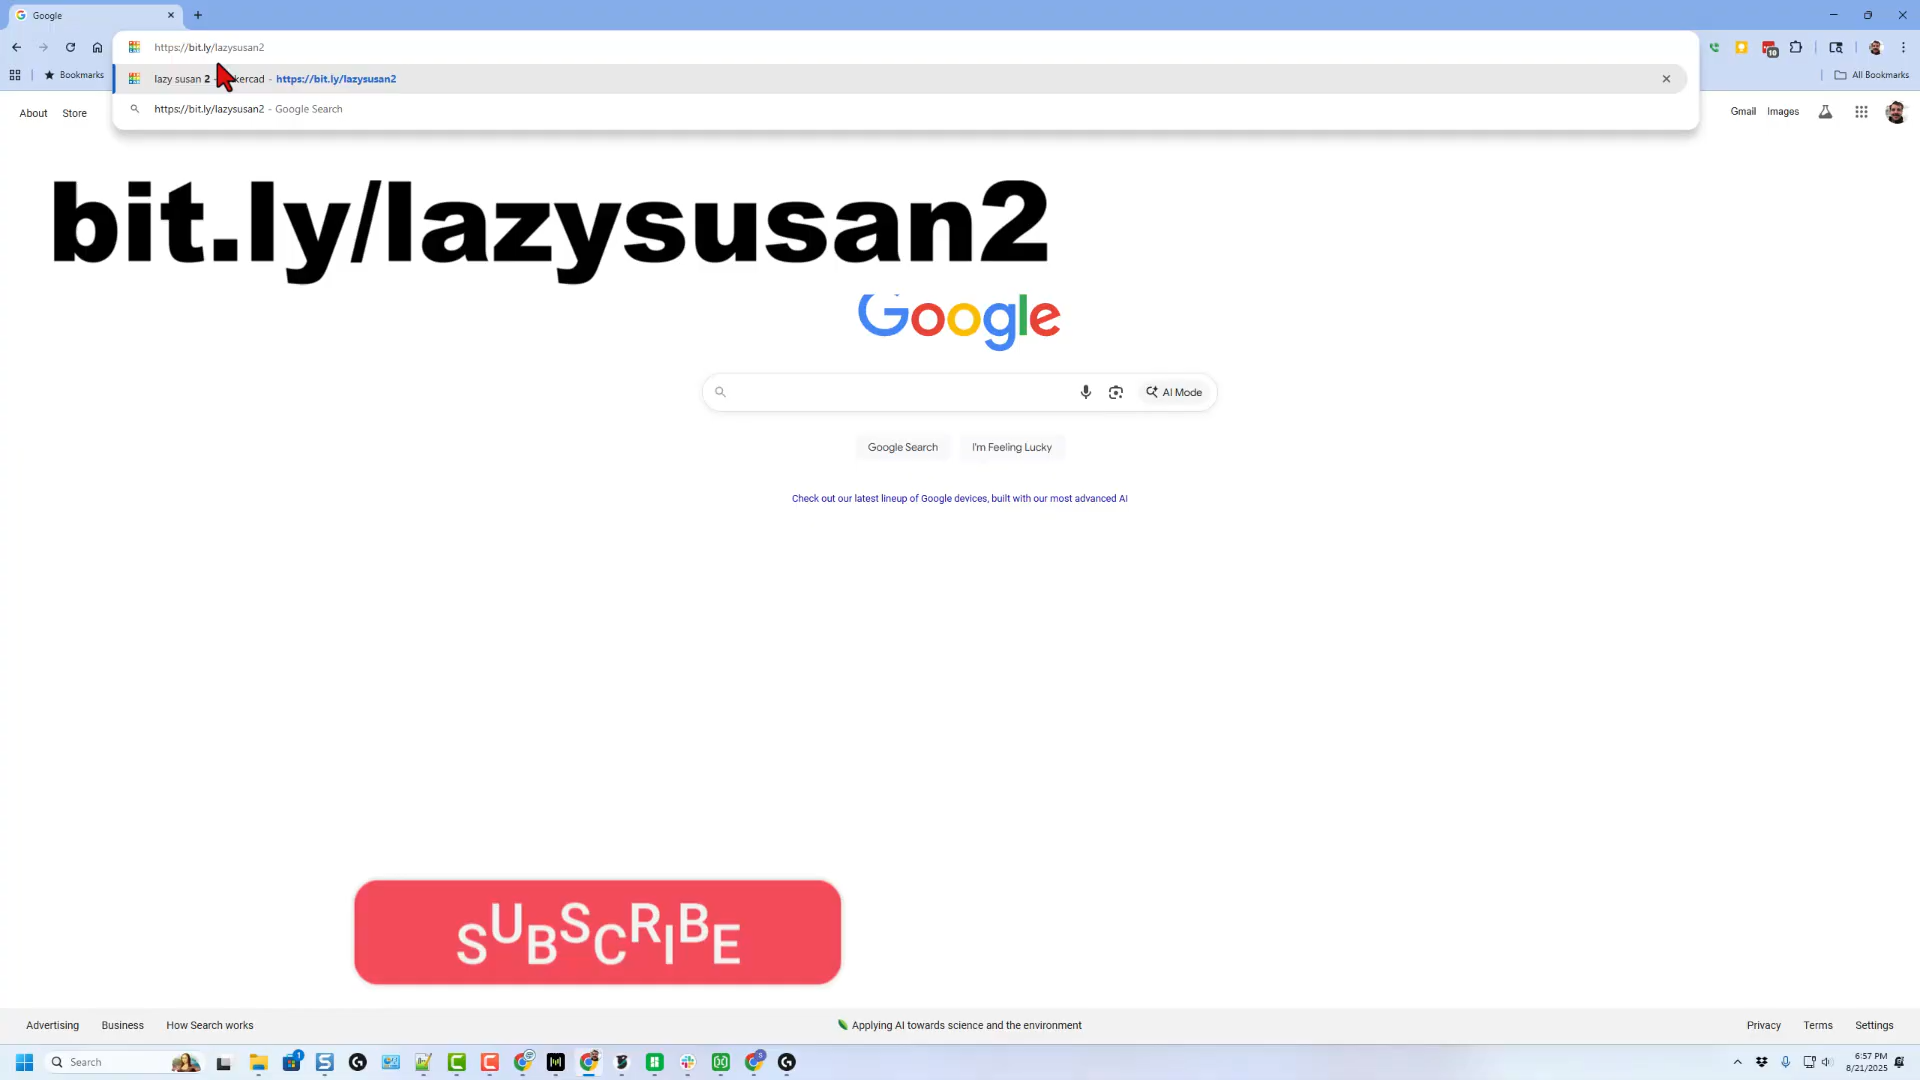 Google
https://bit.ly/lazysusan2
Bookmarks
lazy susan 2 - kercad - https://bit.ly/lazysusan2
https://bit.ly/lazysusan2 - Google Search
All Bookmarks
10
About Store
Gmail Images
bit.ly/lazysusan2
Google
AI Mode
Google Search I'm Feeling Lucky
Check out our latest lineup of Google devices, built with our most advanced AI
SUBSCRIBE
Advertising Business How Search works
Applying AI towards science and the environment
Privacy Terms Settings
Search
6:57 PM
8/21/2025